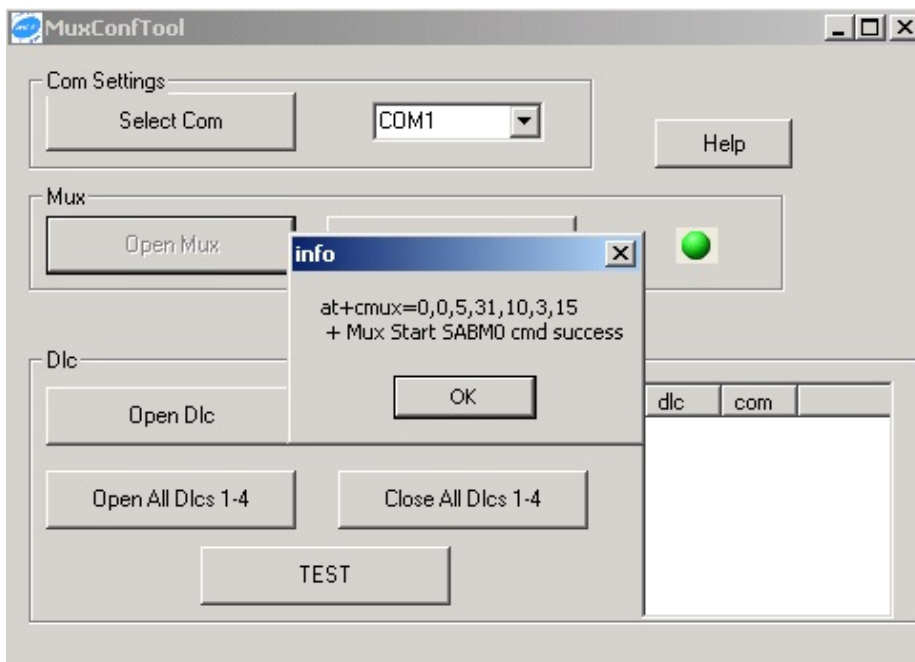 MuxConfTool
Com Settings
Select Com
COM1
Help
Mux
Open Mux
info
at+cmux=0,0,5,31,10,3,15
+ Mux Start SABM0 cmd success
OK
Dlc
Open Dlc
dlc com
Open All Dlcs 1-4
Close All Dlcs 1-4
TEST